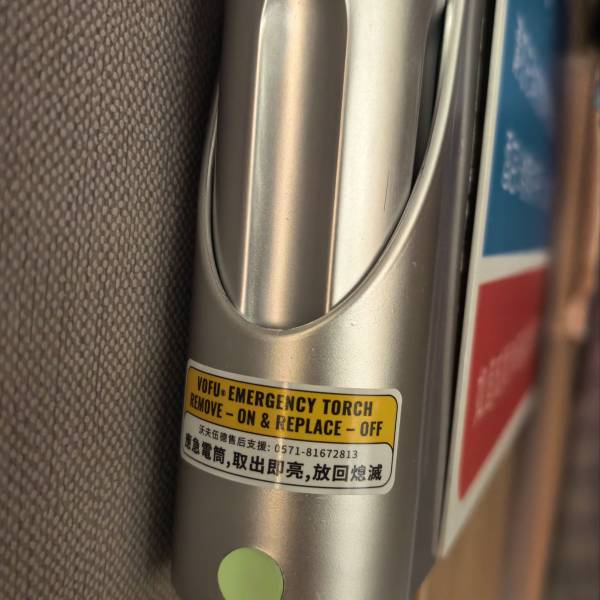 VOFU® EMERGENCY TORCH
REMOVE – ON & REPLACE – OFF
沃夫伍德售后支援: 0571-81672813
應急電筒,取出即亮,放回熄滅